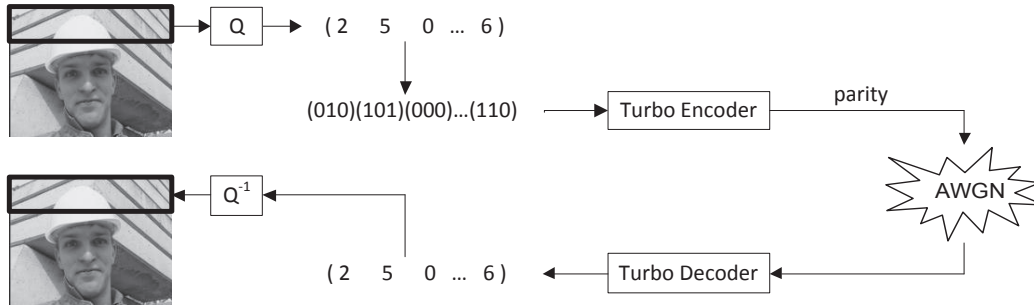 Q
( 2 5 0 ... 6 )
(010)(101)(000)...(110)
Turbo Encoder
parity
AWGN
Q-1
( 2 5 0 ... 6 )
Turbo Decoder